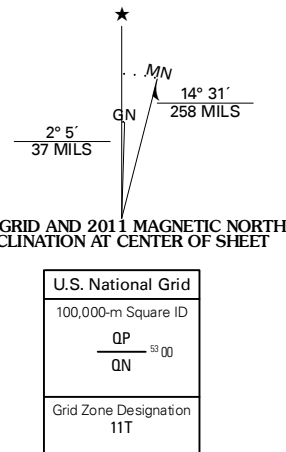 MN
GN
14° 31´
258 MILS
2° 5´
37 MILS
GRID AND 2011 MAGNETIC NORTH
CLINATION AT CENTER OF SHEET
U.S. National Grid
100,000-m Square ID
QP
53 00
QN
Grid Zone Designation
11T